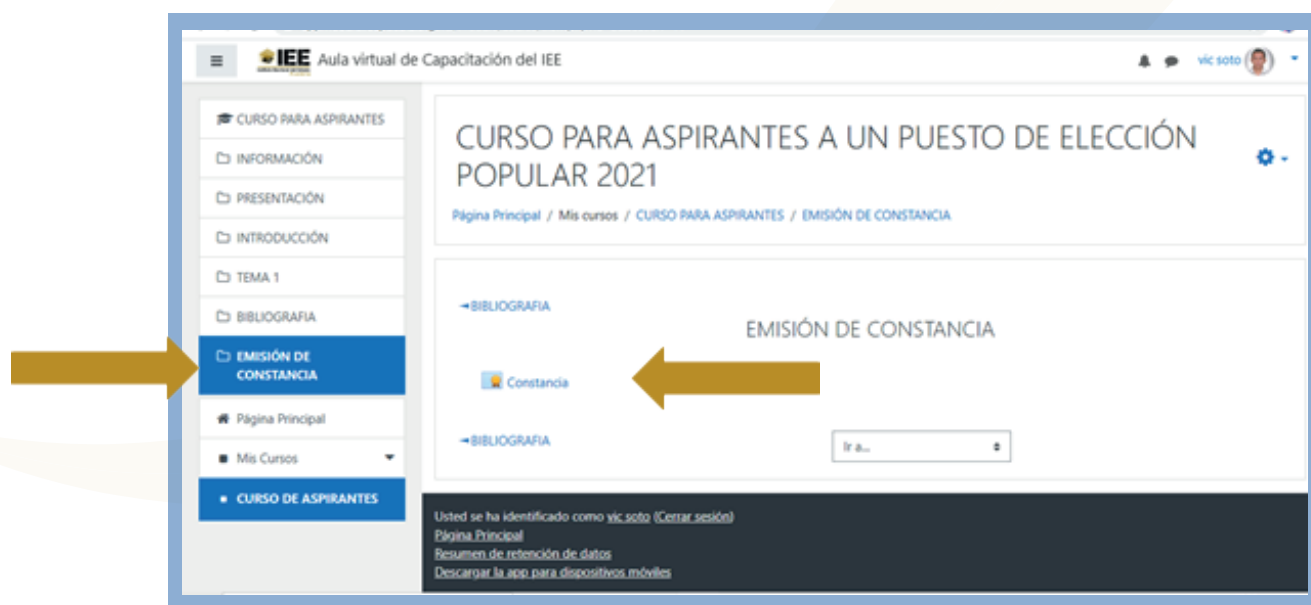 IEE Aula virtual de Capacitación del IEE
vic soto
CURSO PARA ASPIRANTES
INFORMACIÓN
PRESENTACIÓN
INTRODUCCIÓN
TEMA 1
BIBLIOGRAFIA
EMISIÓN DE
CONSTANCIA
Página Principal
Mis Cursos
CURSO DE ASPIRANTES
CURSO PARA ASPIRANTES A UN PUESTO DE ELECCIÓN
POPULAR 2021
Página Principal / Mis cursos / CURSO PARA ASPIRANTES / EMISIÓN DE CONSTANCIA
◄BIBLIOGRAFIA
EMISIÓN DE CONSTANCIA
Constancia
◄BIBLIOGRAFIA
Ir a...
Usted se ha identificado como vic soto (Cerrar sesión)
Página Principal
Resumen de retención de datos
Descargar la app para dispositivos móviles